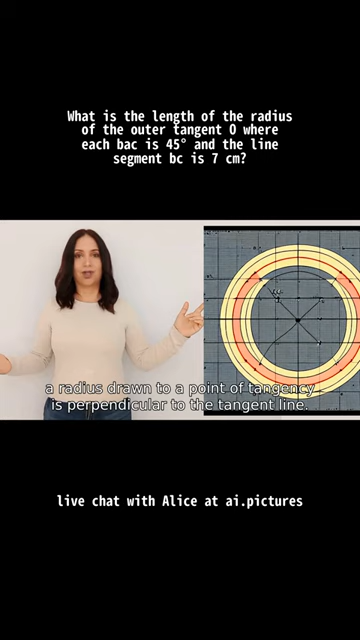 What is the length of the radius
of the outer tangent O where
each bac is 45° and the line
segment bc is 7 cm?
a radius drawn to a point of tangency
is perpendicular to the tangent line.
live chat with Alice at ai.pictures